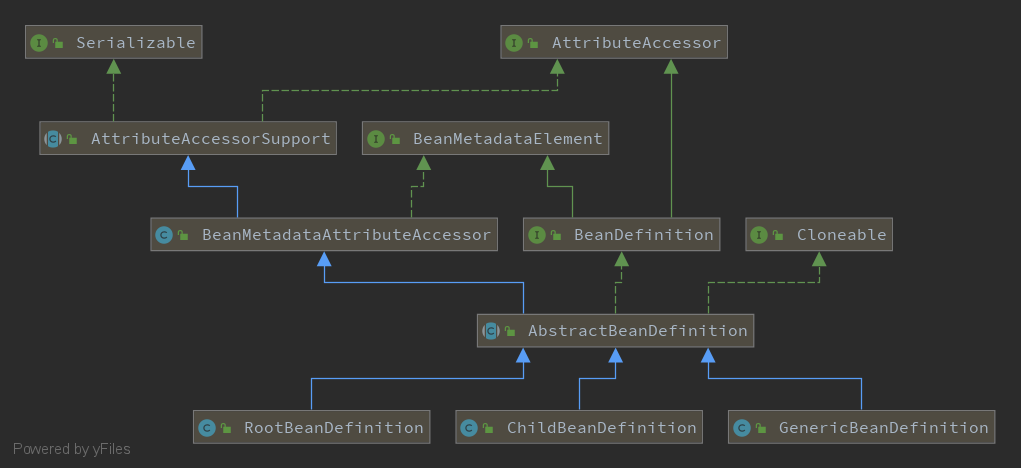 I Serializable
I AttributeAccessor
C AttributeAccessorSupport
I BeanMetadataElement
C BeanMetadataAttributeAccessor
I BeanDefinition
I Cloneable
C AbstractBeanDefinition
C RootBeanDefinition
C ChildBeanDefinition
C GenericBeanDefinition
Powered by yFiles